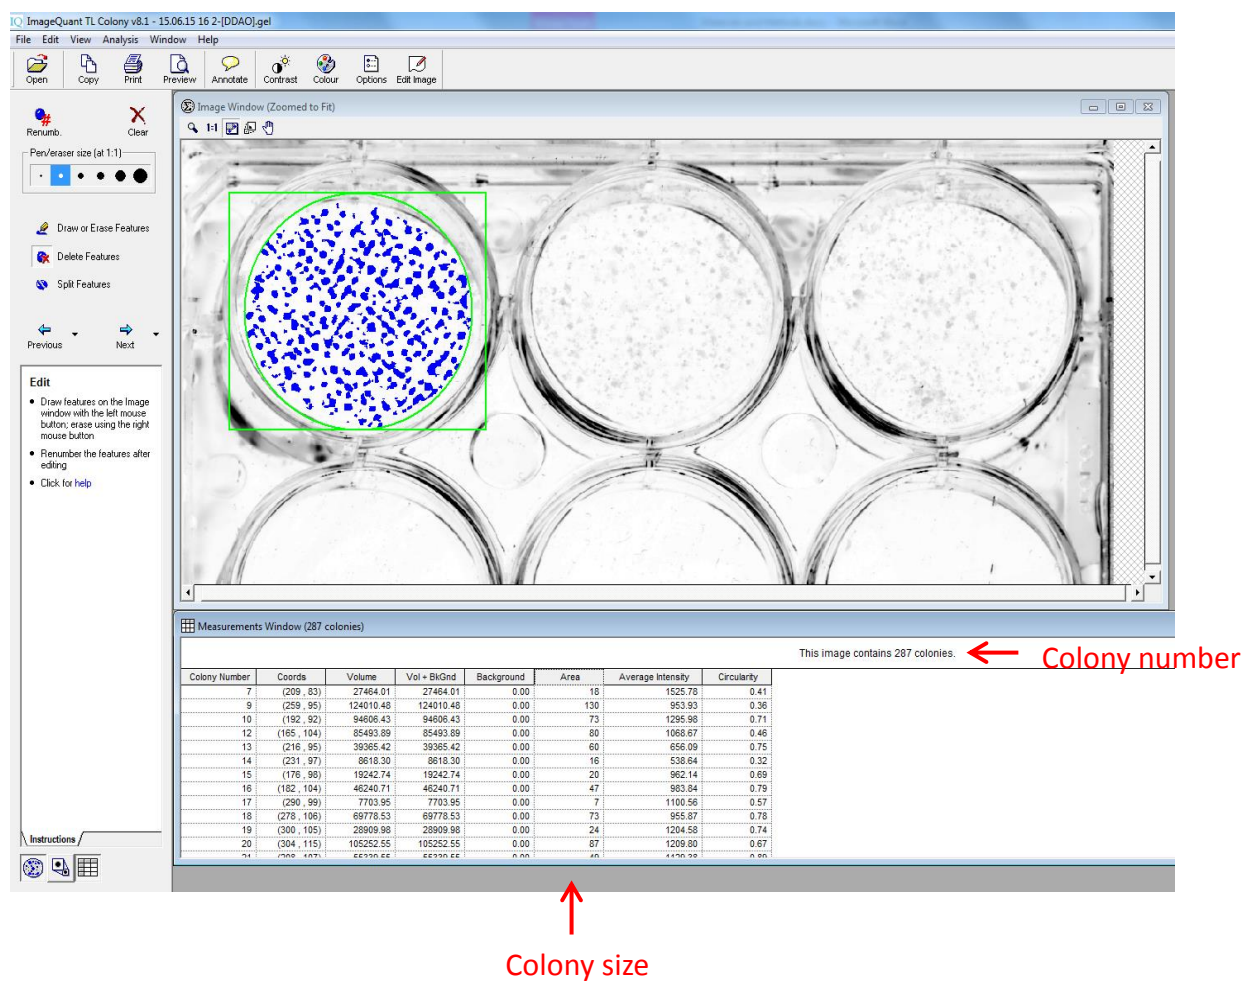 ImageQuant TL Colony v8.1 - 15.06.15 16 2-[DDAO].gel
File Edit View Analysis Window Help
Open Copy Print Preview Annotate Contrast Colour Options Edit Image
Renumb. Clear
Pen/eraser size (at 1:1)
Draw or Erase Features
Delete Features
Split Features
Previous Next
Edit
• Draw features on the Image
window with the left mouse
button; erase using the right
mouse button
• Renumber the features after
editing
• Click for help
Instructions
Image Window (Zoomed to Fit)
1:1
Measurements Window (287 colonies)
This image contains 287 colonies.
Colony number
Colony Number Coords Volume Vol + BkGnd Background Area Average Intensity Circularity
7 (209 , 83) 27464.01 27464.01 0.00 18 1525.78 0.41
9 (259 , 95) 124010.48 124010.48 0.00 130 953.93 0.36
10 (192 , 92) 94606.43 94606.43 0.00 73 1295.98 0.71
12 (165 , 104) 85493.89 85493.89 0.00 80 1068.67 0.46
13 (216 , 95) 39365.42 39365.42 0.00 60 656.09 0.75
14 (231 , 97) 8618.30 8618.30 0.00 16 538.64 0.32
15 (176 , 98) 19242.74 19242.74 0.00 20 962.14 0.69
16 (182 , 104) 46240.71 46240.71 0.00 47 983.84 0.79
17 (290 , 99) 7703.95 7703.95 0.00 7 1100.56 0.57
18 (278 , 106) 69778.53 69778.53 0.00 73 955.87 0.78
19 (300 , 105) 28909.98 28909.98 0.00 24 1204.58 0.74
20 (304 , 115) 105252.55 105252.55 0.00 87 1209.80 0.67
Colony size